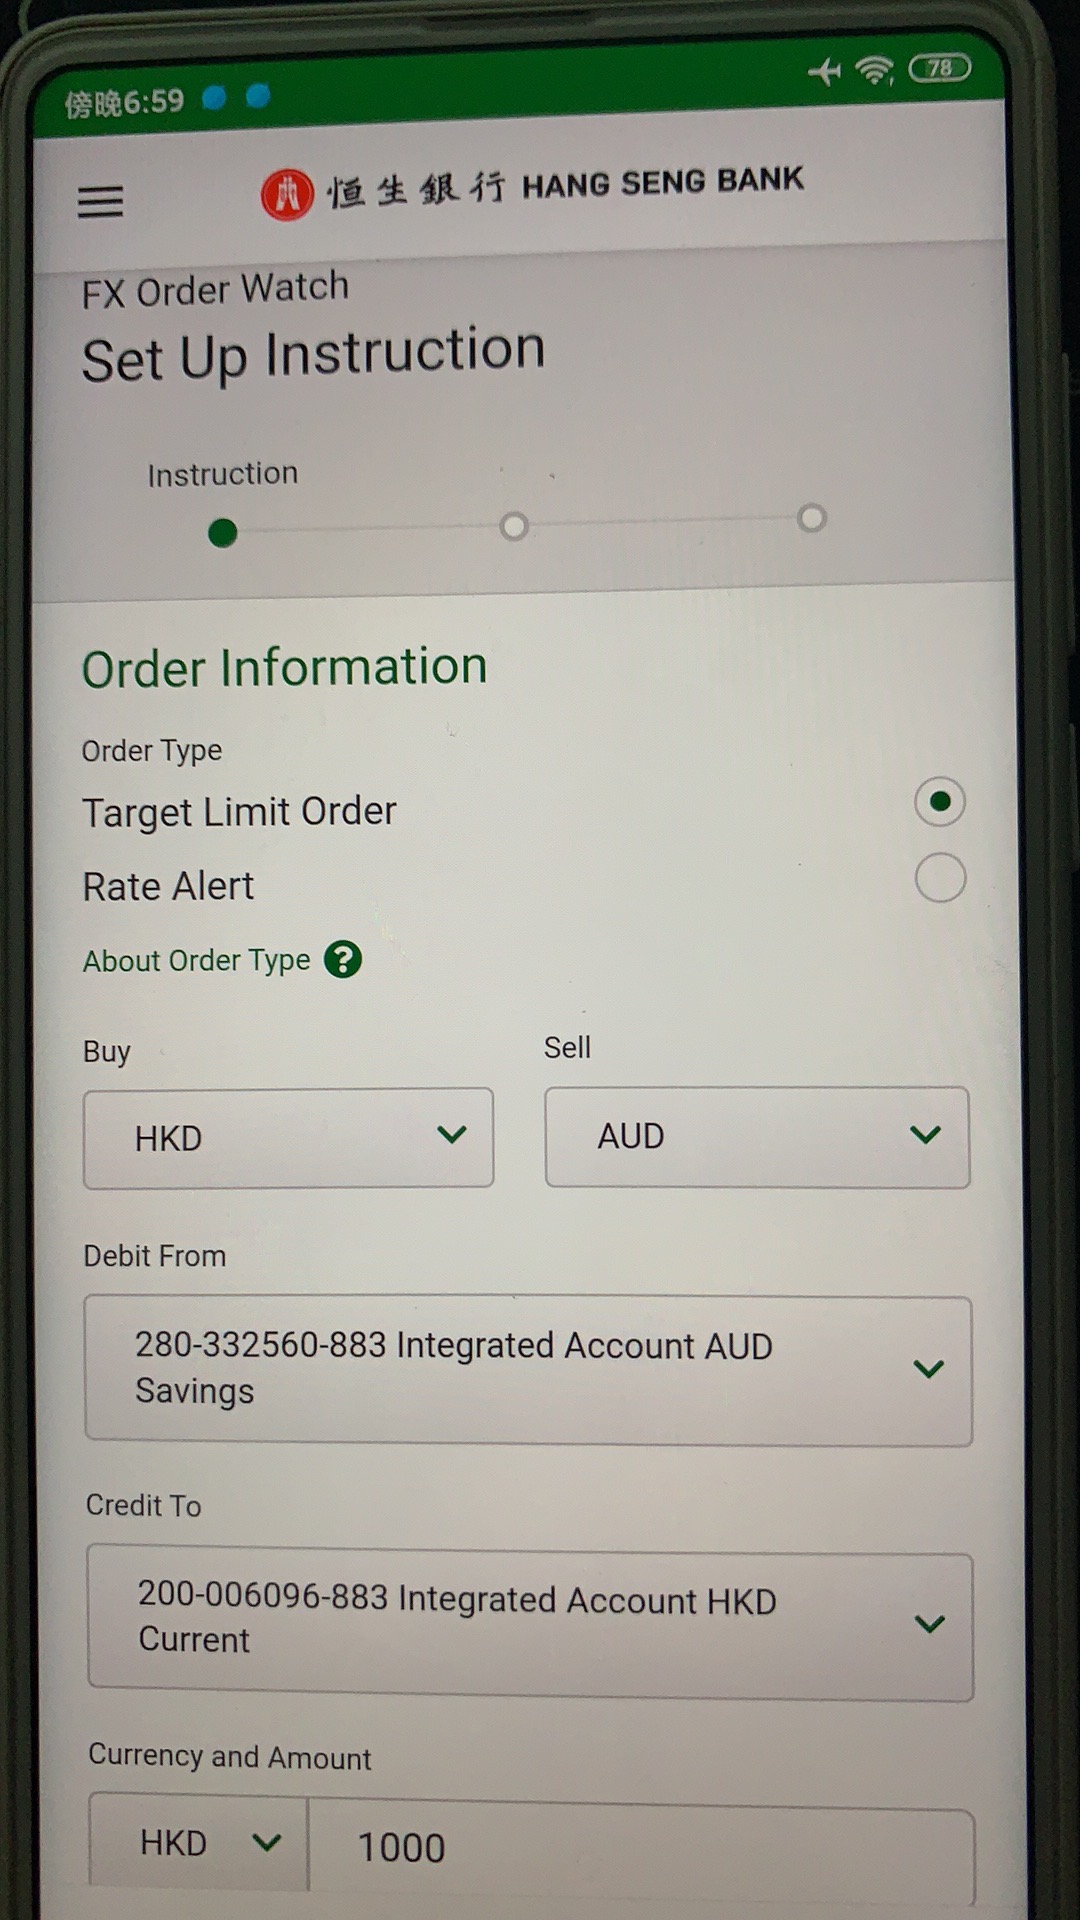 傍晚6:59
78
恒生銀行 HANG SENG BANK
FX Order Watch
Set Up Instruction
Instruction
Order Information
Order Type
Target Limit Order
Rate Alert
About Order Type ?
Buy
Sell
HKD
AUD
Debit From
280-332560-883 Integrated Account AUD
Savings
Credit To
200-006096-883 Integrated Account HKD
Current
Currency and Amount
HKD
1000